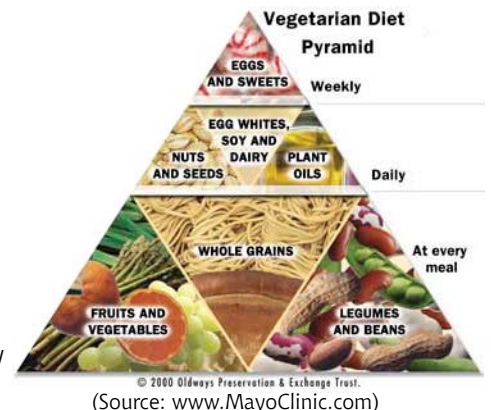 Vegetarian Diet
Pyramid
EGGS
AND SWEETS
Weekly
EGG WHITES,
SOY AND
DAIRY
NUTS
AND SEEDS
PLANT
OILS
Daily
WHOLE GRAINS
At every
meal
FRUITS AND
VEGETABLES
LEGUMES
AND BEANS
© 2000 Oldways Preservation & Exchange Trust.
(Source: www.MayoClinic.com)